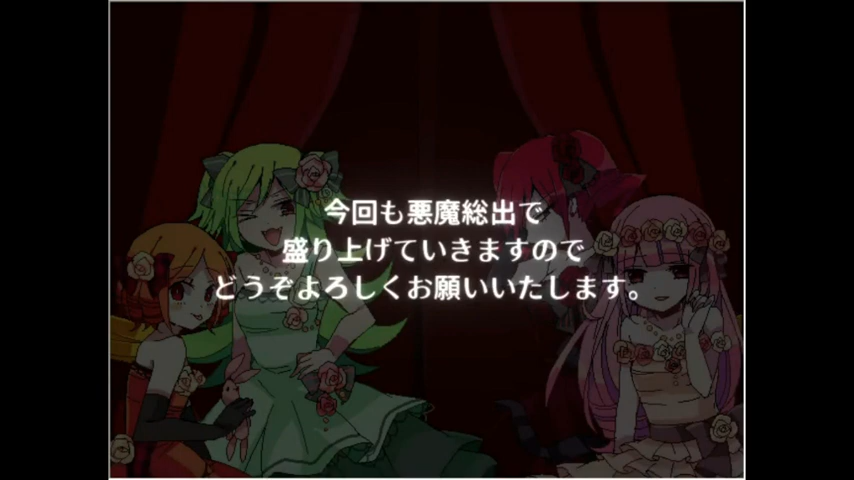 今回も悪魔総出で
盛り上げていきますので
どうぞよろしくお願いいたします。